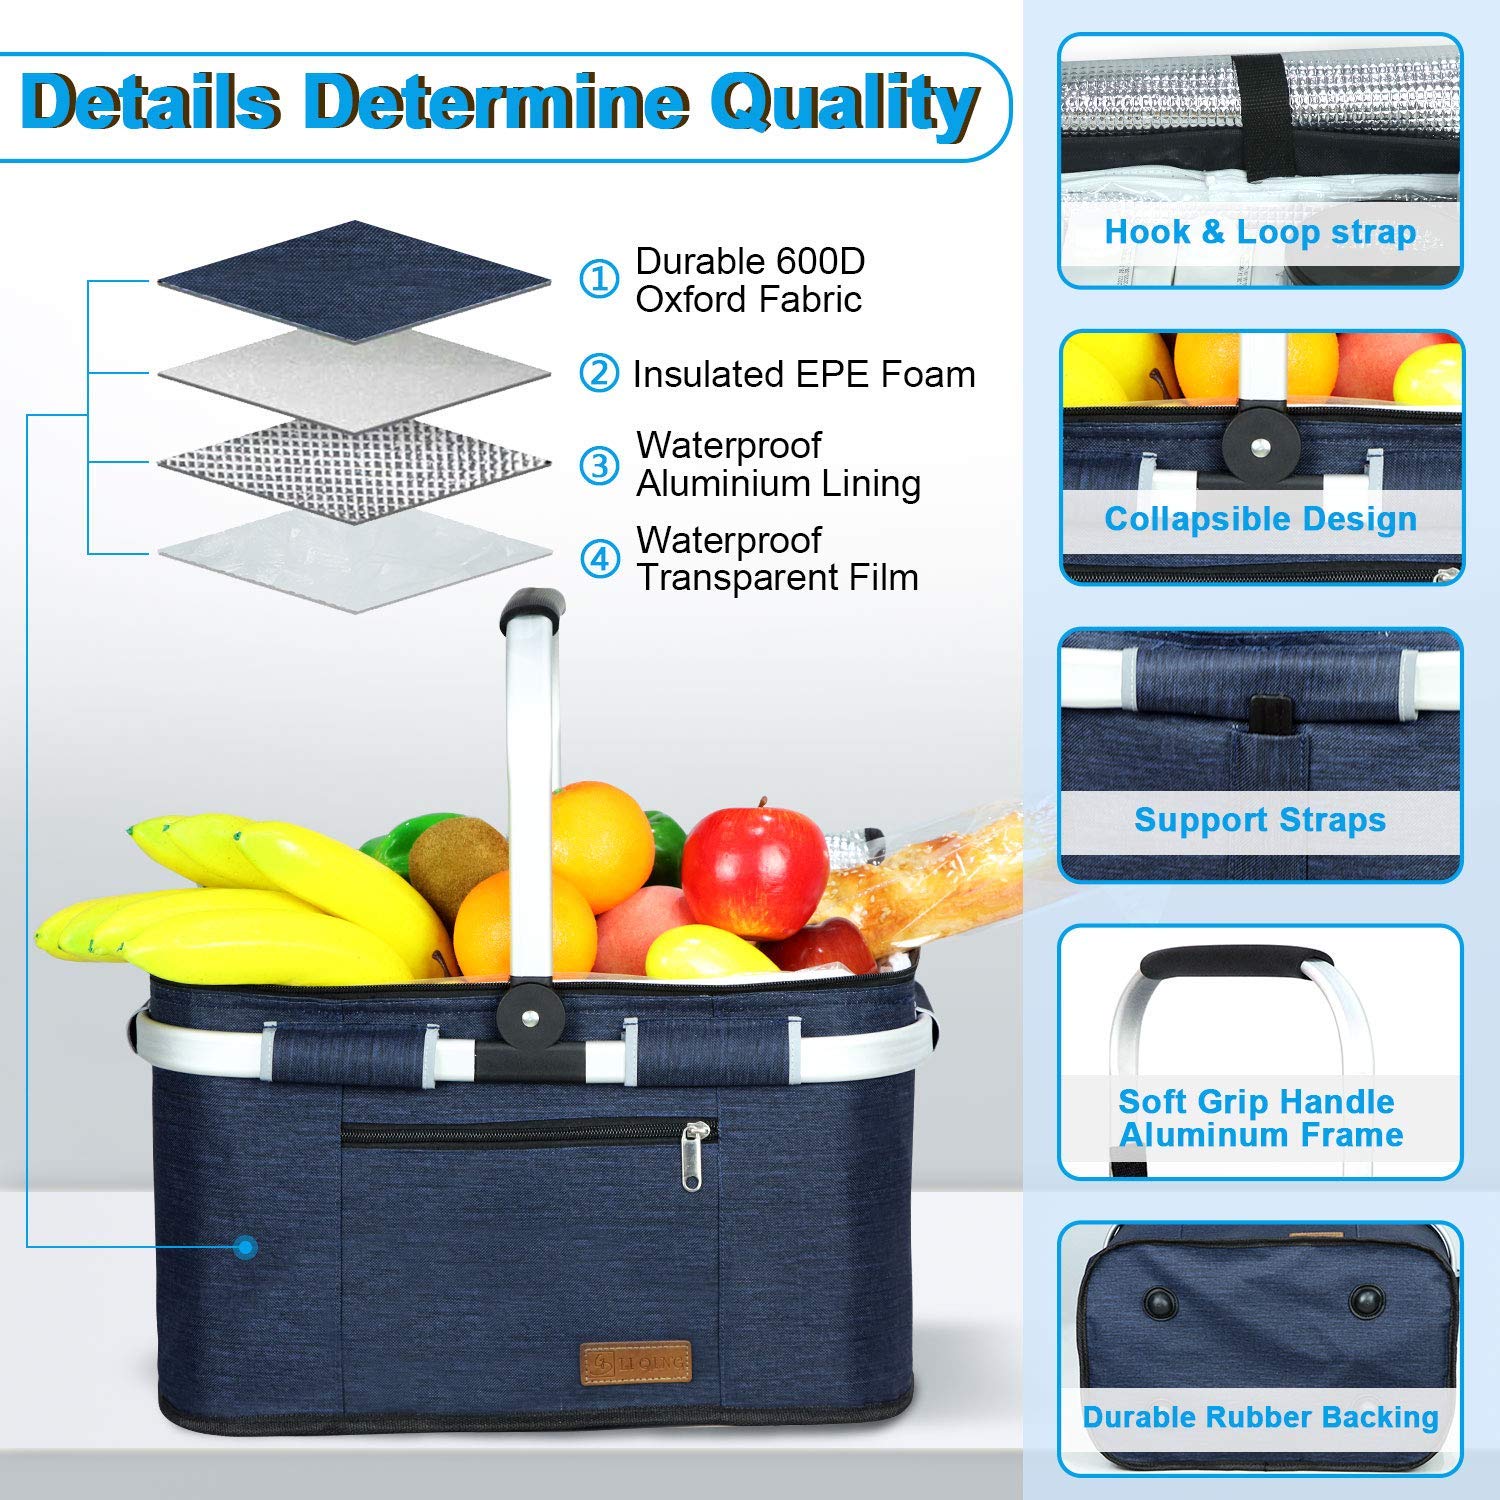 Details Determine Quality
1 Durable 600D
Oxford Fabric
2 Insulated EPE Foam
3 Waterproof
Aluminium Lining
4 Waterproof
Transparent Film
LIQING
Hook & Loop strap
Collapsible Design
Support Straps
Soft Grip Handle
Aluminum Frame
Durable Rubber Backing